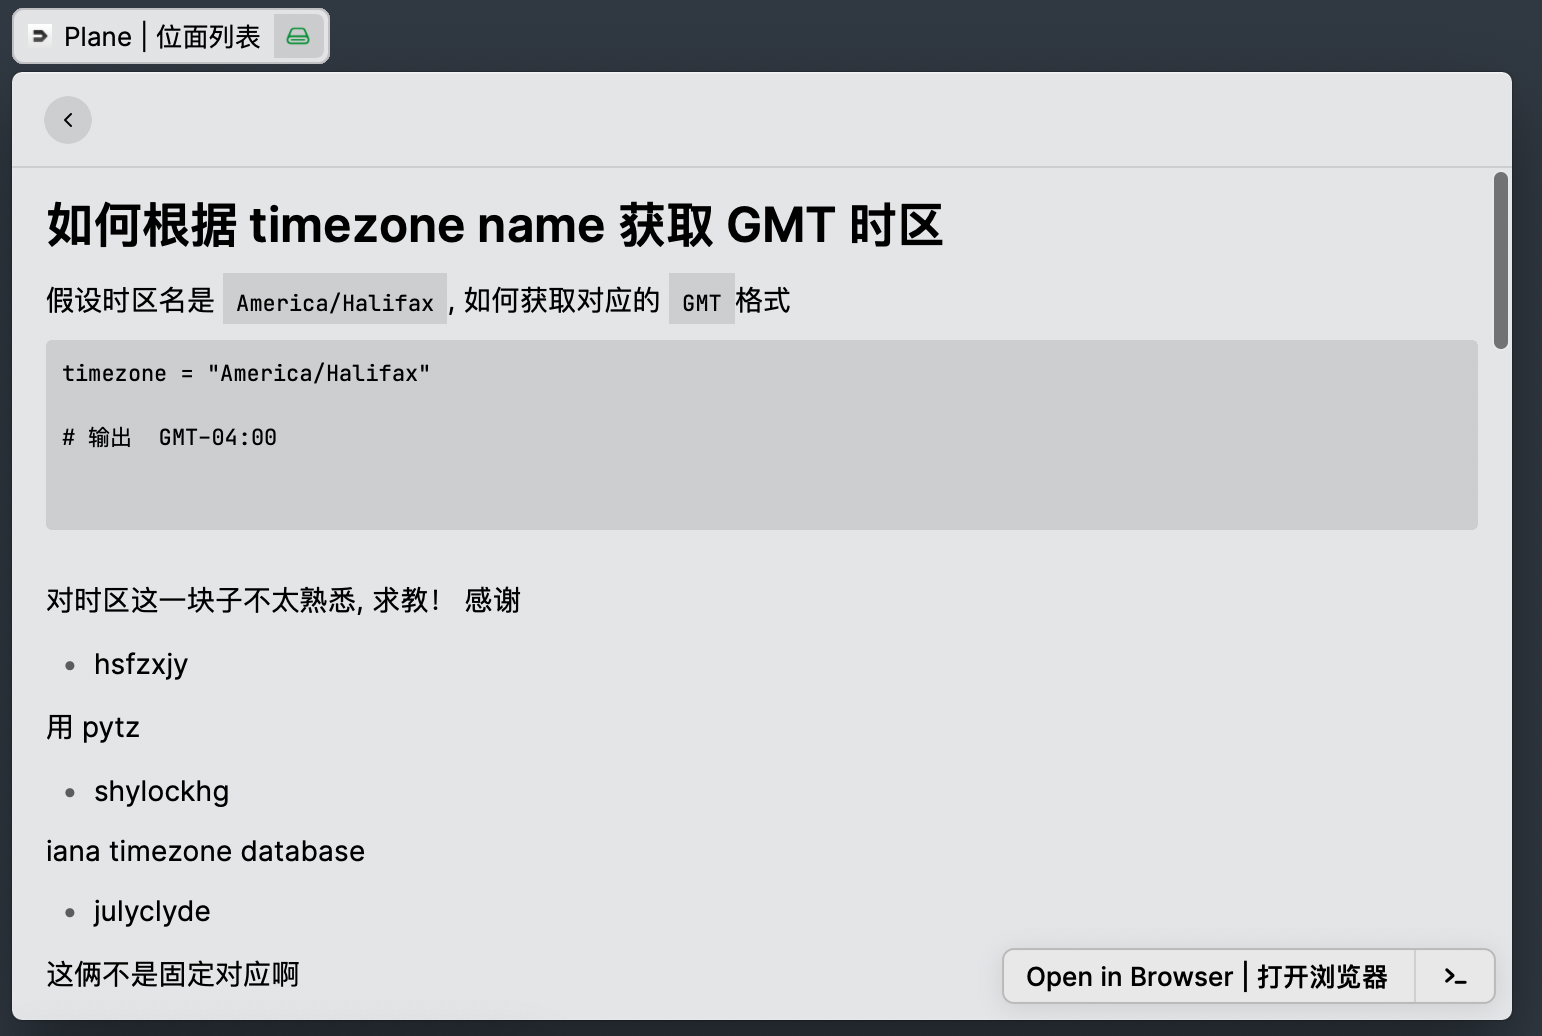 Plane | 位面列表
如何根据 timezone name 获取 GMT 时区
假设时区名是 America/Halifax, 如何获取对应的 GMT格式
timezone = "America/Halifax"
# 输出  GMT-04:00
对时区这一块子不太熟悉, 求教！ 感谢
• hsfzxjy
用 pytz
• shylockhg
iana timezone database
• julyclyde
这俩不是固定对应啊
Open in Browser | 打开浏览器 >_